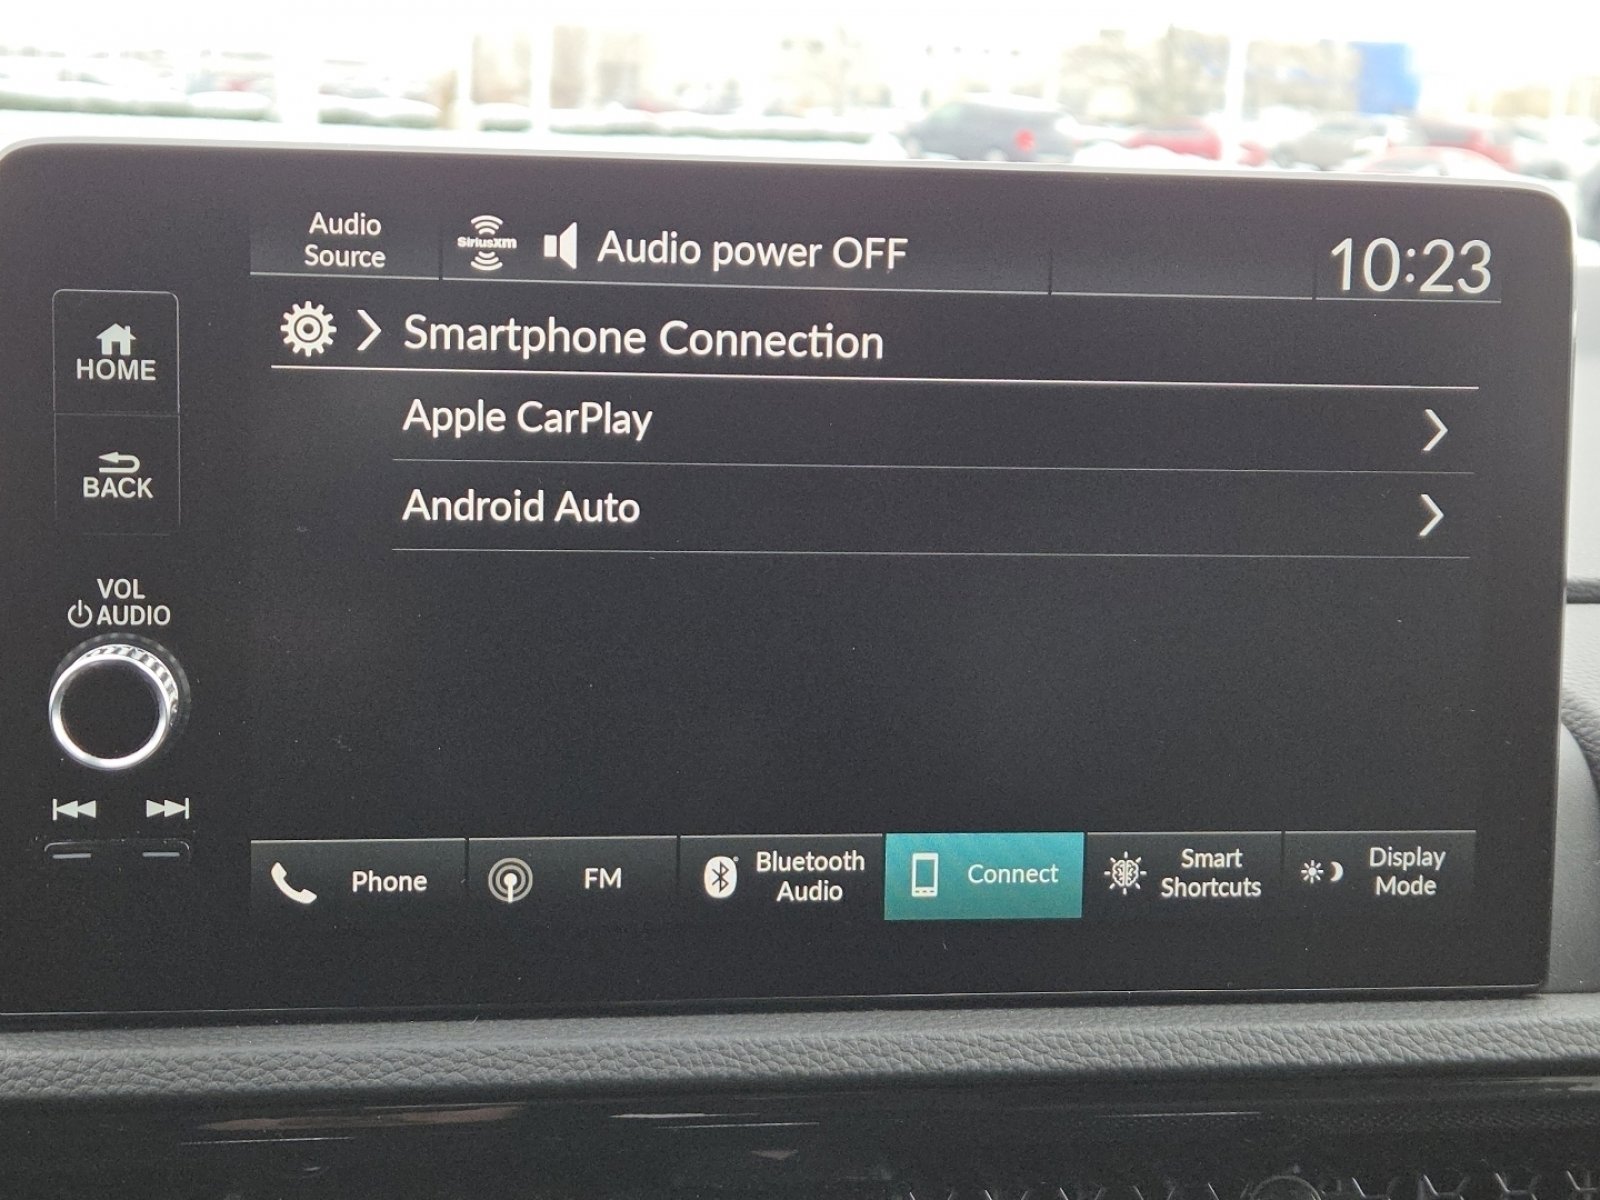 Audio
Source
SiriusXm
Audio power OFF
10:23
Smartphone Connection
HOME
Apple CarPlay
BACK
Android Auto
VOL
AUDIO
Phone
FM
Bluetooth
Audio
Connect
Smart
Shortcuts
Display
Mode